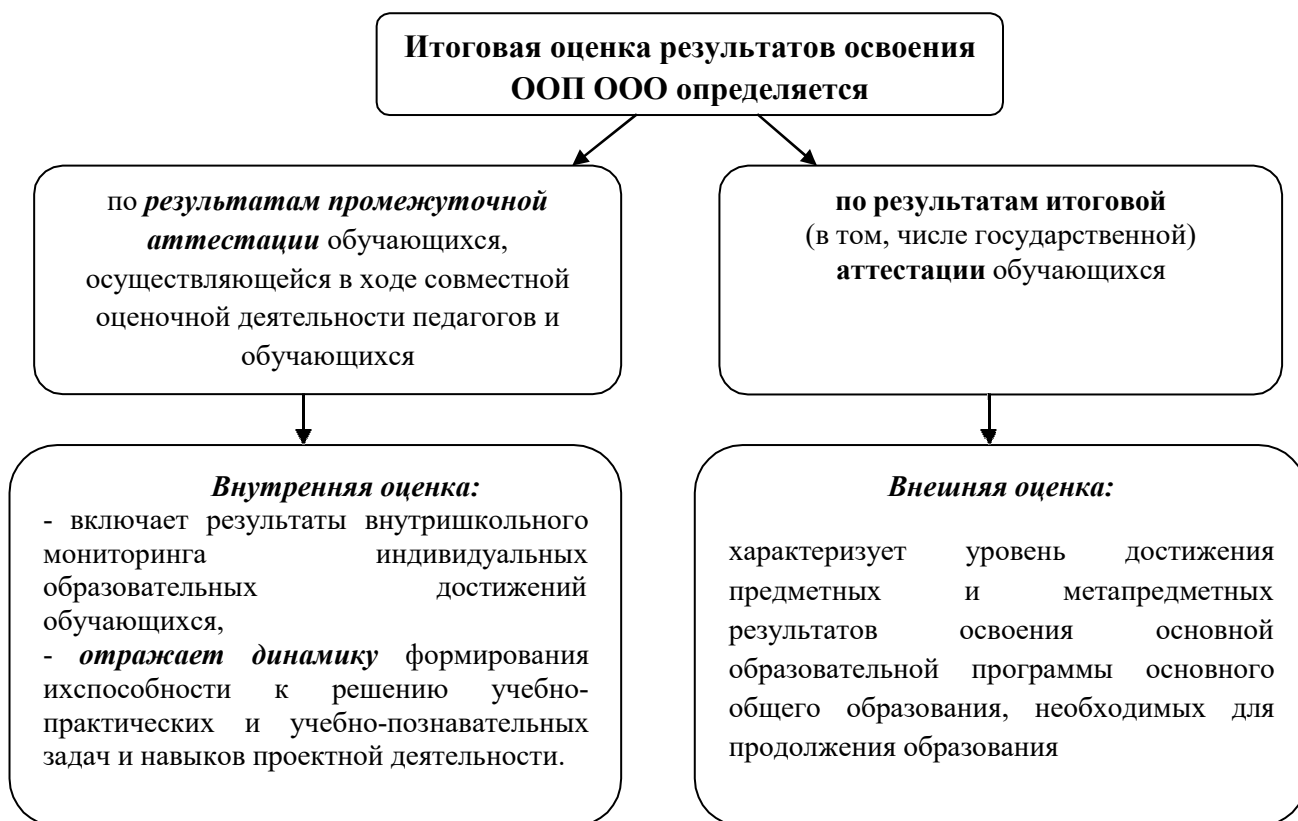 Итоговая оценка результатов освоения
ООП ООО определяется
по результатам промежуточной
аттестации обучающихся,
осуществляющейся в ходе совместной
оценочной деятельности педагогов и
обучающихся
по результатам итоговой
(в том, числе государственной)
аттестации обучающихся
Внутренняя оценка:
- включает результаты внутришкольного
мониторинга индивидуальных
образовательных достижений
обучающихся,
- отражает динамику формирования
ихспособности к решению учебно-
практических и учебно-познавательных
задач и навыков проектной деятельности.
Внешняя оценка:
характеризует уровень достижения
предметных и метапредметных
результатов освоения основной
образовательной программы основного
общего образования, необходимых для
продолжения образования